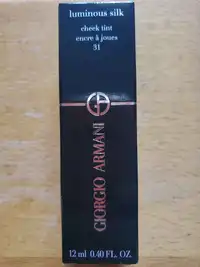 luminous silk
cheek tint
encre à joues
31
GIORGIO ARMANI
12 ml 0.40 FL. OZ